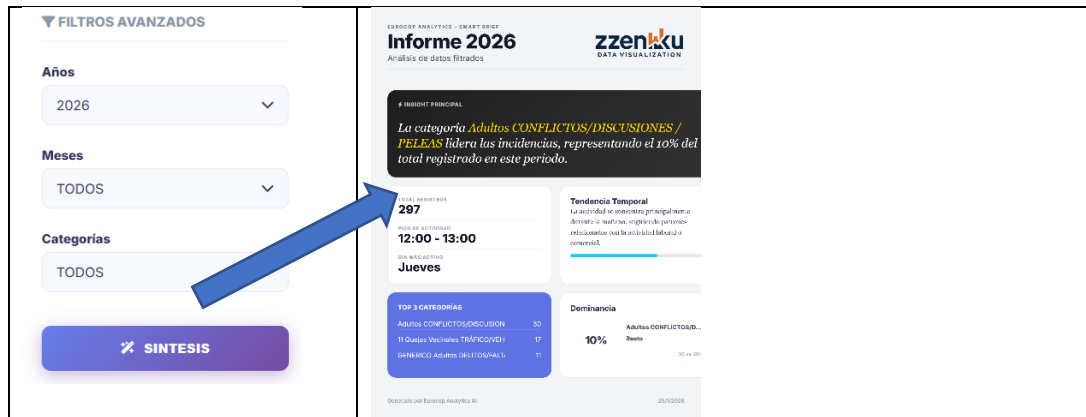 FILTROS AVANZADOS
Años
2026
Meses
TODOS
Categorías
TODOS
SINTESIS
EUROCOP ANALYTICS - SMART BRIEF
Informe 2026
Análisis de datos filtrados
zzenkku
DATA VISUALIZATION
INSIGHT PRINCIPAL
La categoría Adultos CONFLICTOS/DISCUSIONES /
PELEAS lidera las incidencias, representando el 10% del
total registrado en este periodo.
TOTAL REGISTROS
297
PICO DE ACTIVIDAD
12:00 - 13:00
DÍA MÁS ACTIVO
Jueves
Tendencia Temporal
La actividad se concentra principalmente
durante la mañana, sugiriendo patrones
relacionados con la actividad laboral o
comercial.
TOP 3 CATEGORÍAS
Adultos CONFLICTOS/DISCUSION 30
11 Quejas Vecinales TRÁFICO/VEH 17
GENERICO Adultos DELITOS/FALT 11
Dominancia
10%
Adultos CONFLICTOS/D...
Resto
Generado por Eurocop Analytics AI